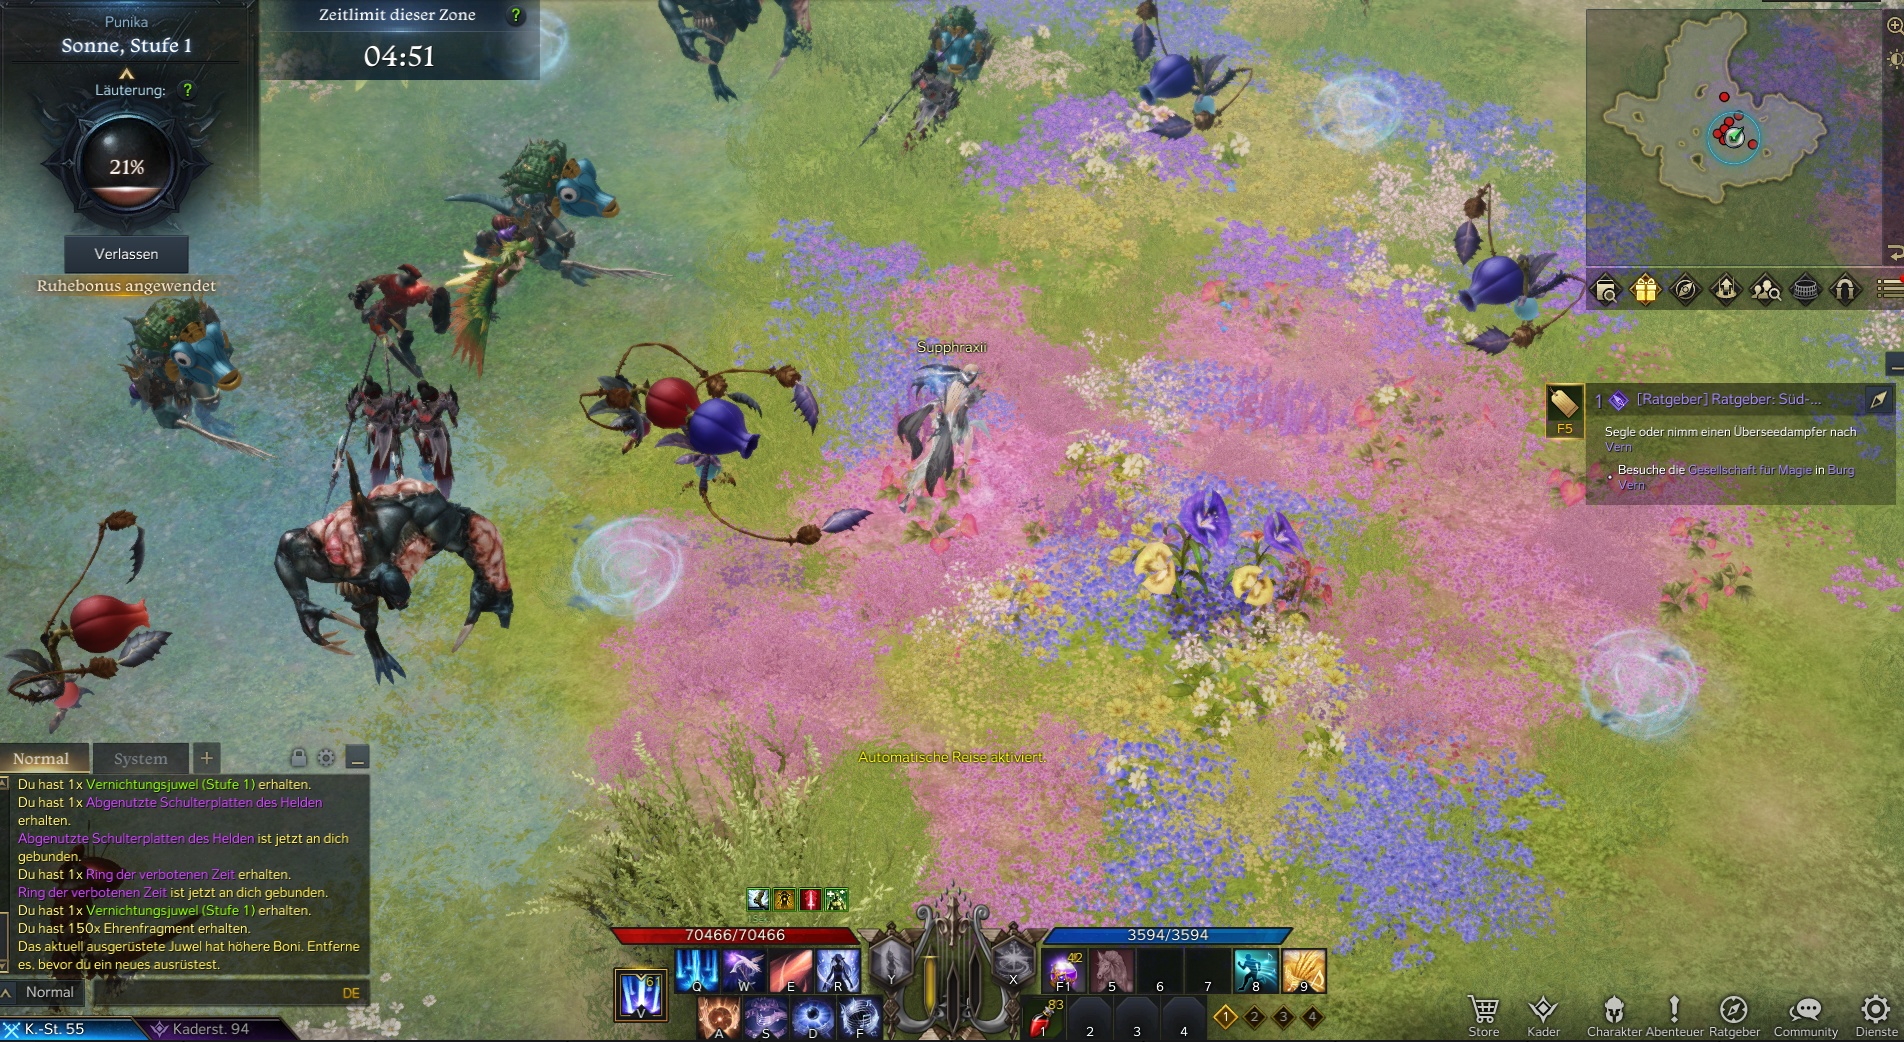 Punika
Sonne, Stufe 1
Läuterung: ?
21%
Verlassen
Ruhebonus angewendet
Zeitlimit dieser Zone ?
04:51
Supphraxii
F5
1 [Ratgeber] Ratgeber: Süd-...
Segle oder nimm einen Überseedampfer nach
Vern
Besuche die Gesellschaft für Magie in Burg
Vern
Automatische Reise aktiviert.
Normal System +
Du hast 1x Vernichtungsjuwel (Stufe 1) erhalten.
Du hast 1x Abgenutzte Schulterplatten des Helden
erhalten.
Abgenutzte Schulterplatten des Helden ist jetzt an dich
gebunden.
Du hast 1x Ring der verbotenen Zeit erhalten.
Ring der verbotenen Zeit ist jetzt an dich gebunden.
Du hast 1x Vernichtungsjuwel (Stufe 1) erhalten.
Du hast 150x Ehrenfragment erhalten.
Das aktuell ausgerüstete Juwel hat höhere Boni. Entferne
es, bevor du ein neues ausrüstest.
Normal DE
K.-St. 55 Kaderst. 94
70466/70466 3594/3594
61
V
Q W E R
A S D F
Y X
42
F1 5 6 7 8 9
83
1 2 3 4
1 2 3 4
Store Kader Charakter Abenteuer Ratgeber Community Dienste